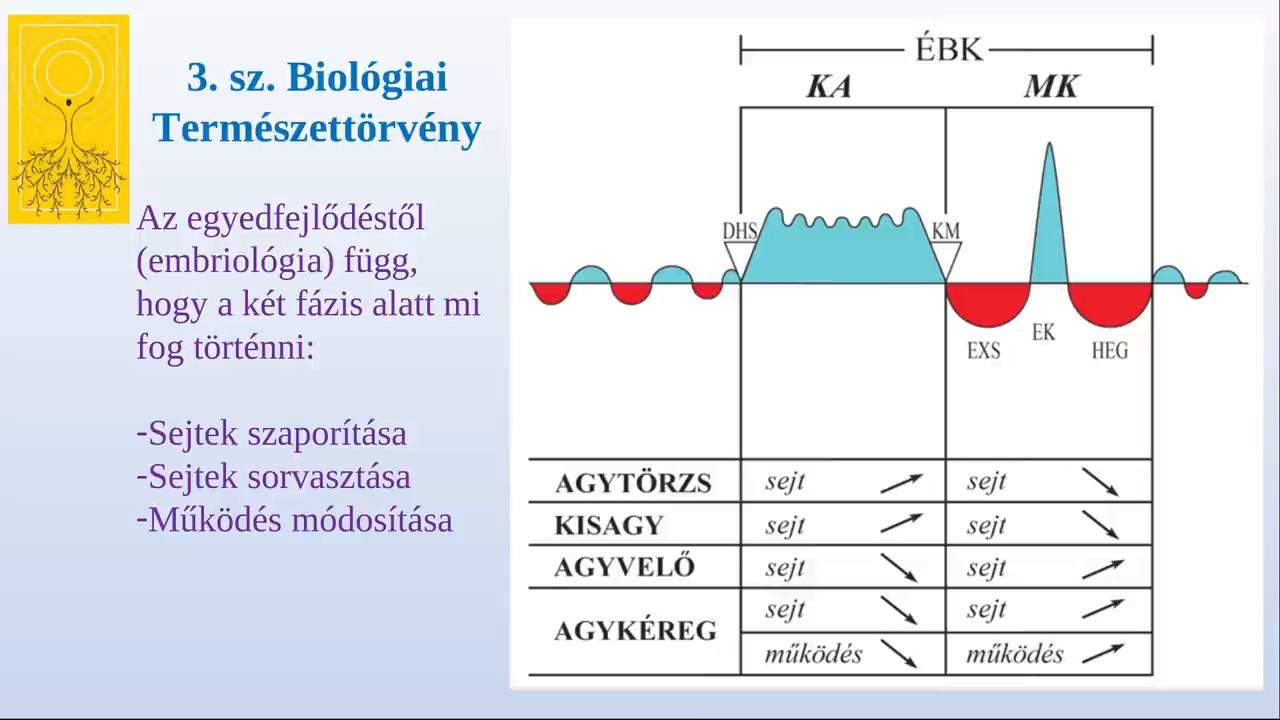 3. sz. Biológiai
Természettörvény
Az egyedfejlődéstől
(embriológia) függ,
hogy a két fázis alatt mi
fog történni:
-Sejtek szaporítása
-Sejtek sorvasztása
-Működés módosítása
ÉBK
KA MK
DHS KM
EXS EK HEG
AGYTÖRZS sejt sejt
KISAGY sejt sejt
AGYVELŐ sejt sejt
AGYKÉREG sejt sejt
működés működés